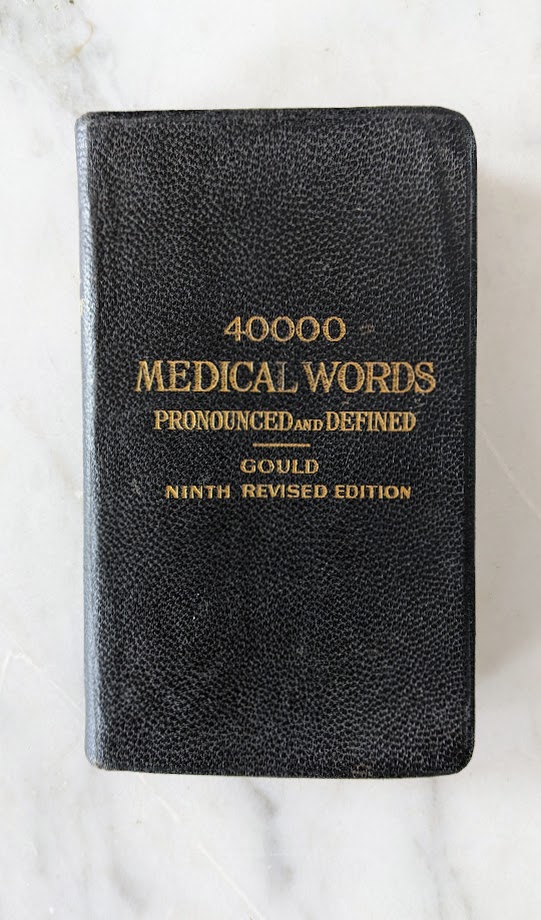 40000
MEDICAL WORDS
PRONOUNCED AND DEFINED
GOULD
NINTH REVISED EDITION